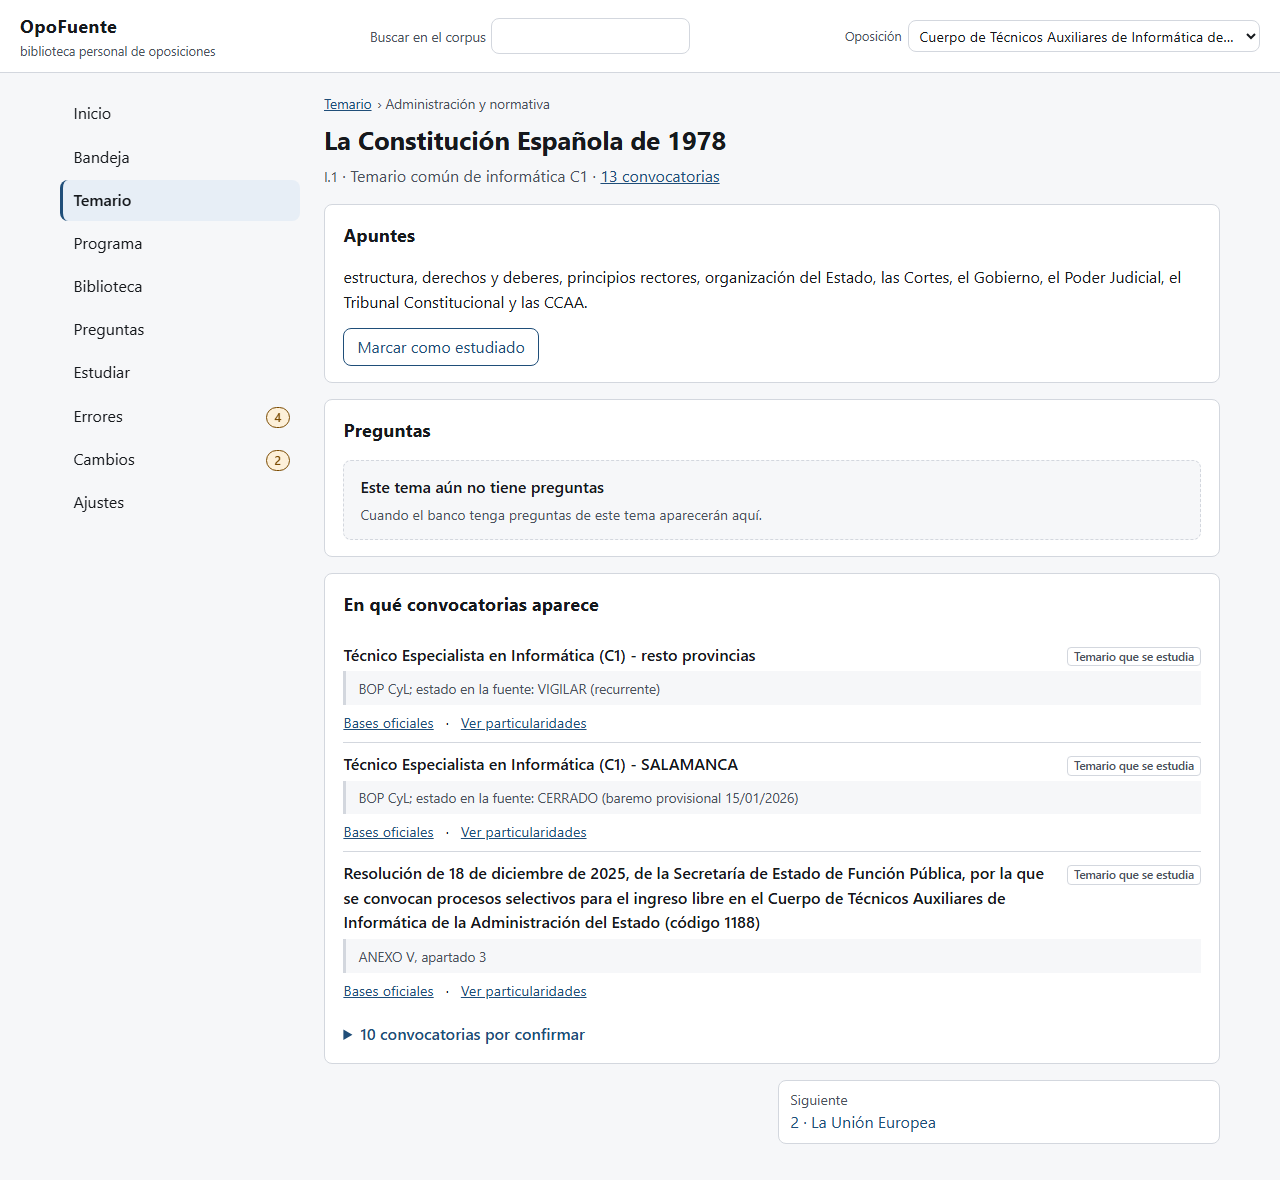 OpoFuente
biblioteca personal de oposiciones
Buscar en el corpus
Oposición
Cuerpo de Técnicos Auxiliares de Informática de...
Inicio
Bandeja
Temario
Programa
Biblioteca
Preguntas
Estudiar
Errores 4
Cambios 2
Ajustes
Temario › Administración y normativa
La Constitución Española de 1978
I.1 · Temario común de informática C1 · 13 convocatorias
Apuntes
estructura, derechos y deberes, principios rectores, organización del Estado, las Cortes, el Gobierno, el Poder Judicial, el
Tribunal Constitucional y las CCAA.
Marcar como estudiado
Preguntas
Este tema aún no tiene preguntas
Cuando el banco tenga preguntas de este tema aparecerán aquí.
En qué convocatorias aparece
Técnico Especialista en Informática (C1) - resto provincias
Temario que se estudia
BOP CyL; estado en la fuente: VIGILAR (recurrente)
Bases oficiales · Ver particularidades
Técnico Especialista en Informática (C1) - SALAMANCA
Temario que se estudia
BOP CyL; estado en la fuente: CERRADO (baremo provisional 15/01/2026)
Bases oficiales · Ver particularidades
Resolución de 18 de diciembre de 2025, de la Secretaría de Estado de Función Pública, por la que
se convocan procesos selectivos para el ingreso libre en el Cuerpo de Técnicos Auxiliares de
Informática de la Administración del Estado (código 1188)
Temario que se estudia
ANEXO V, apartado 3
Bases oficiales · Ver particularidades
10 convocatorias por confirmar
Siguiente
2 · La Unión Europea